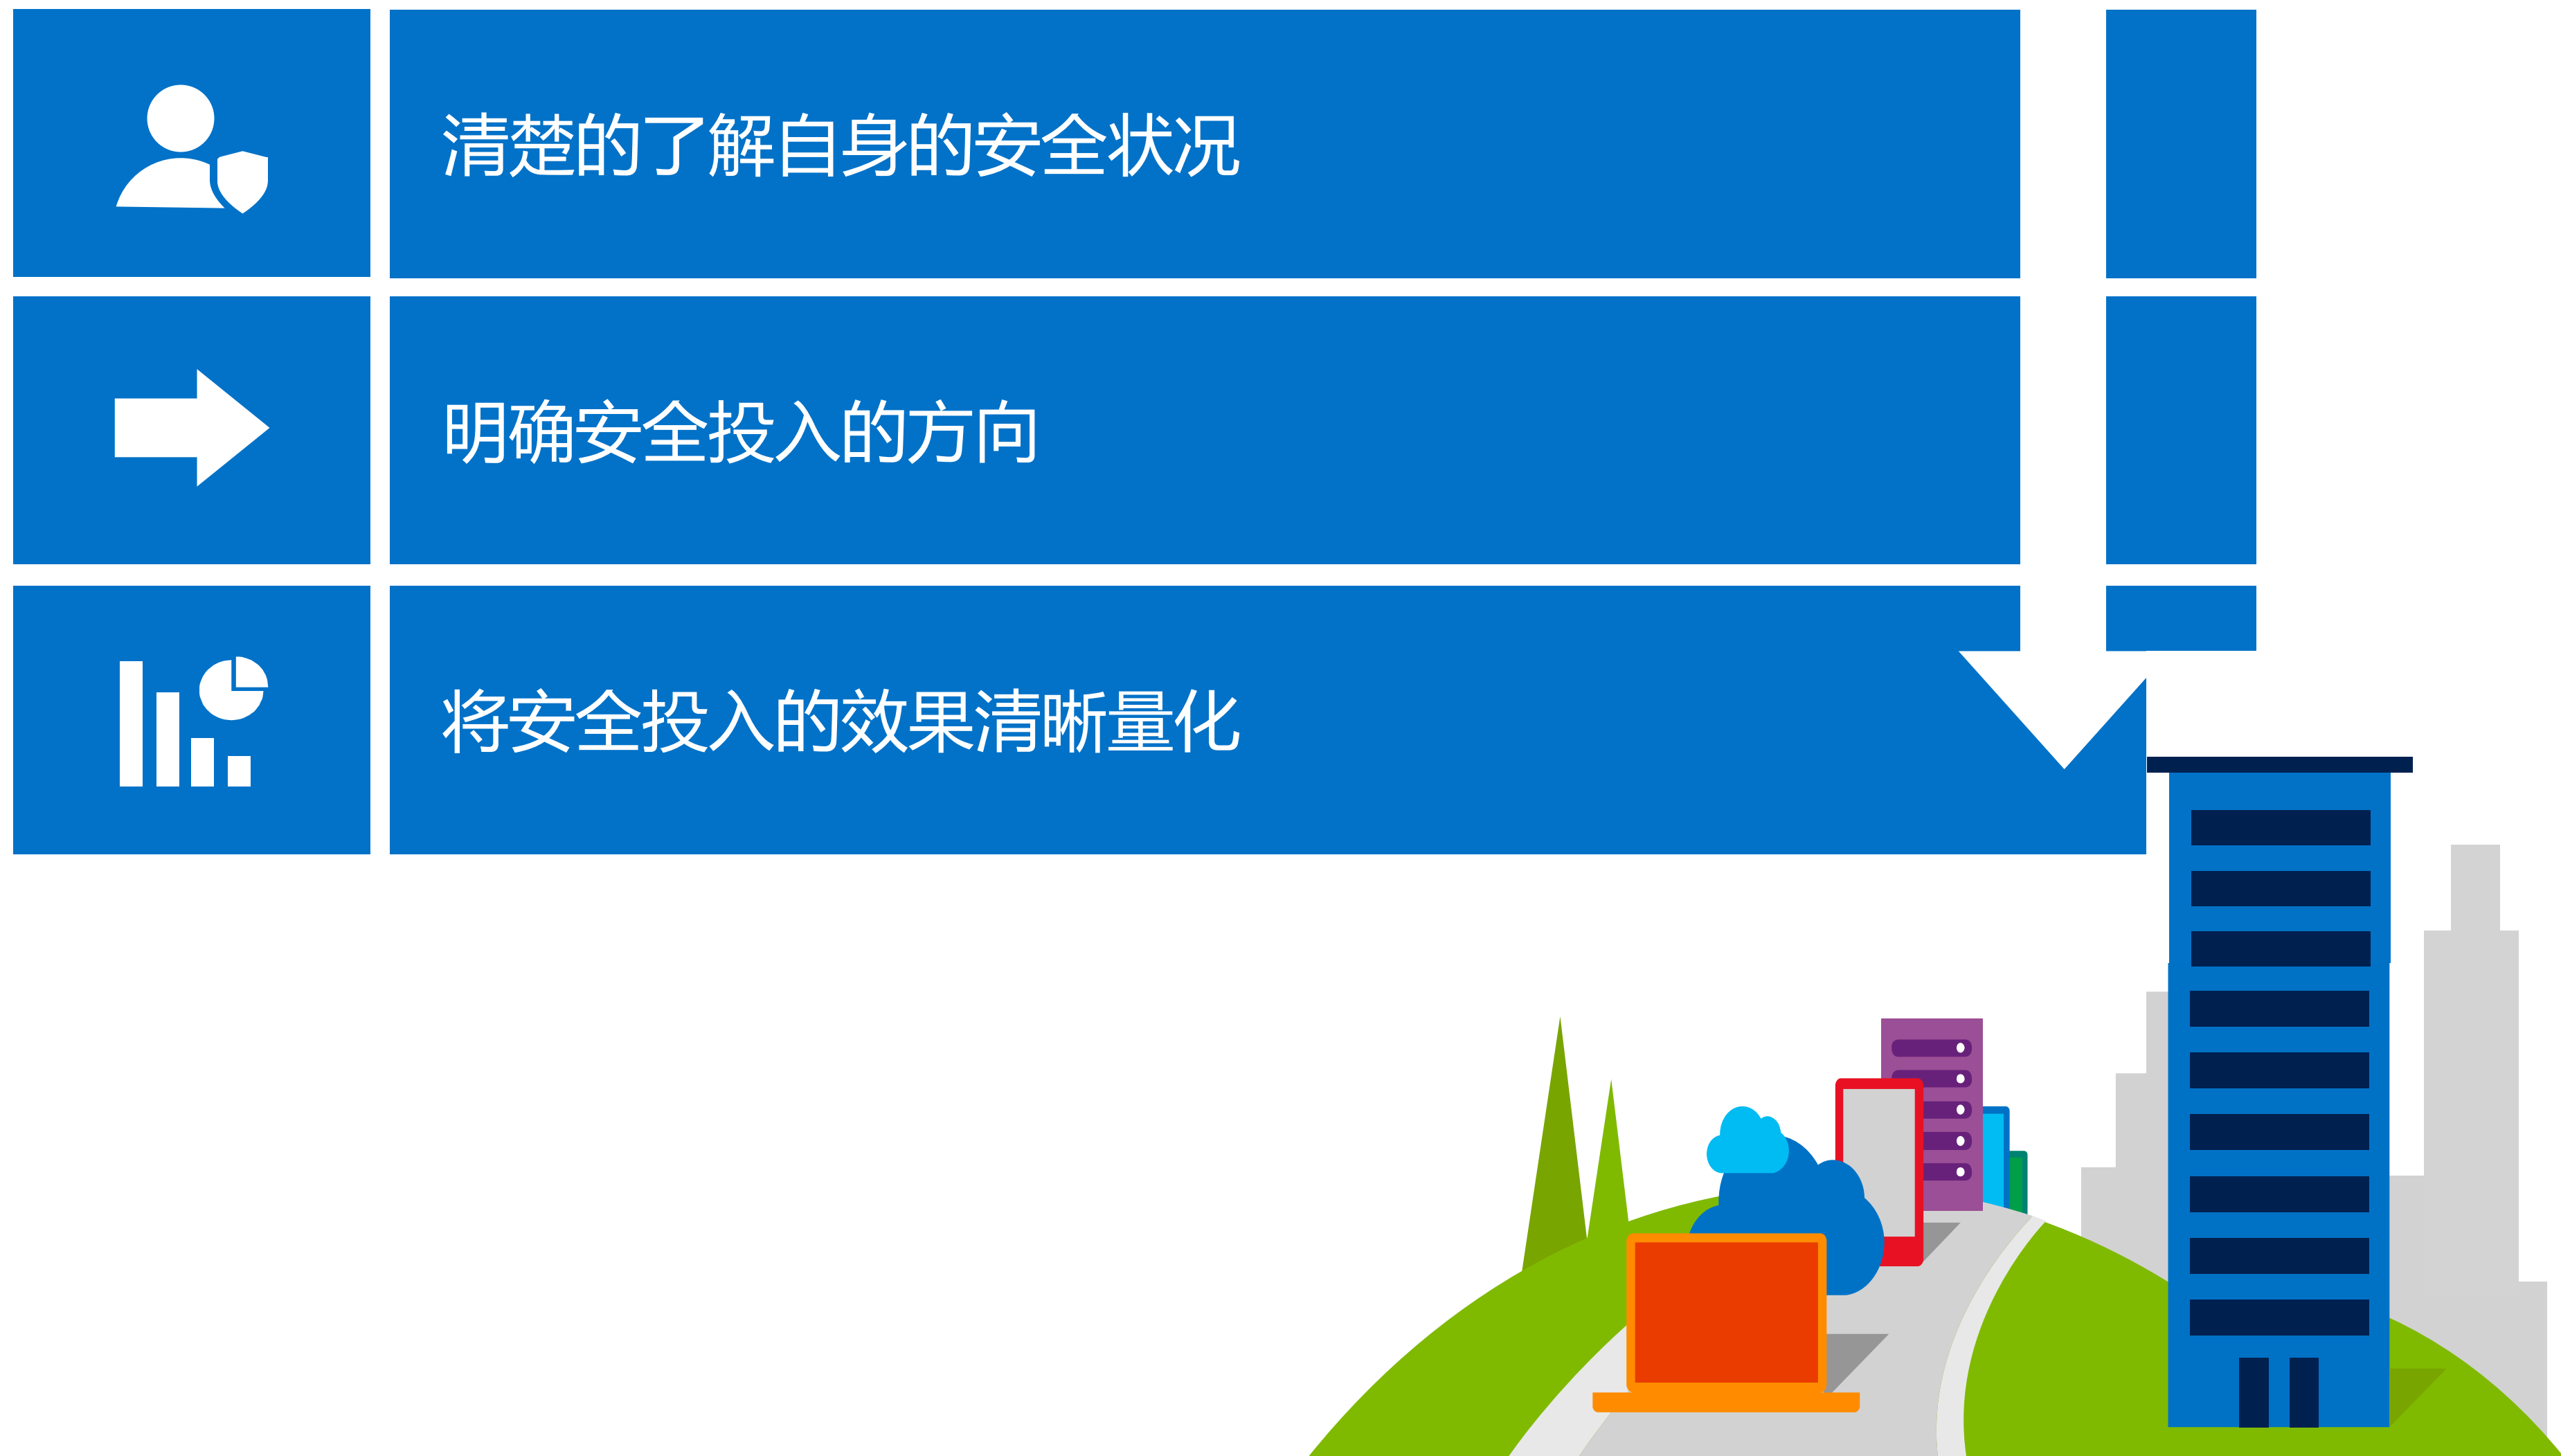 清楚的了解自身的安全状况
明确安全投入的方向
将安全投入的效果清晰量化